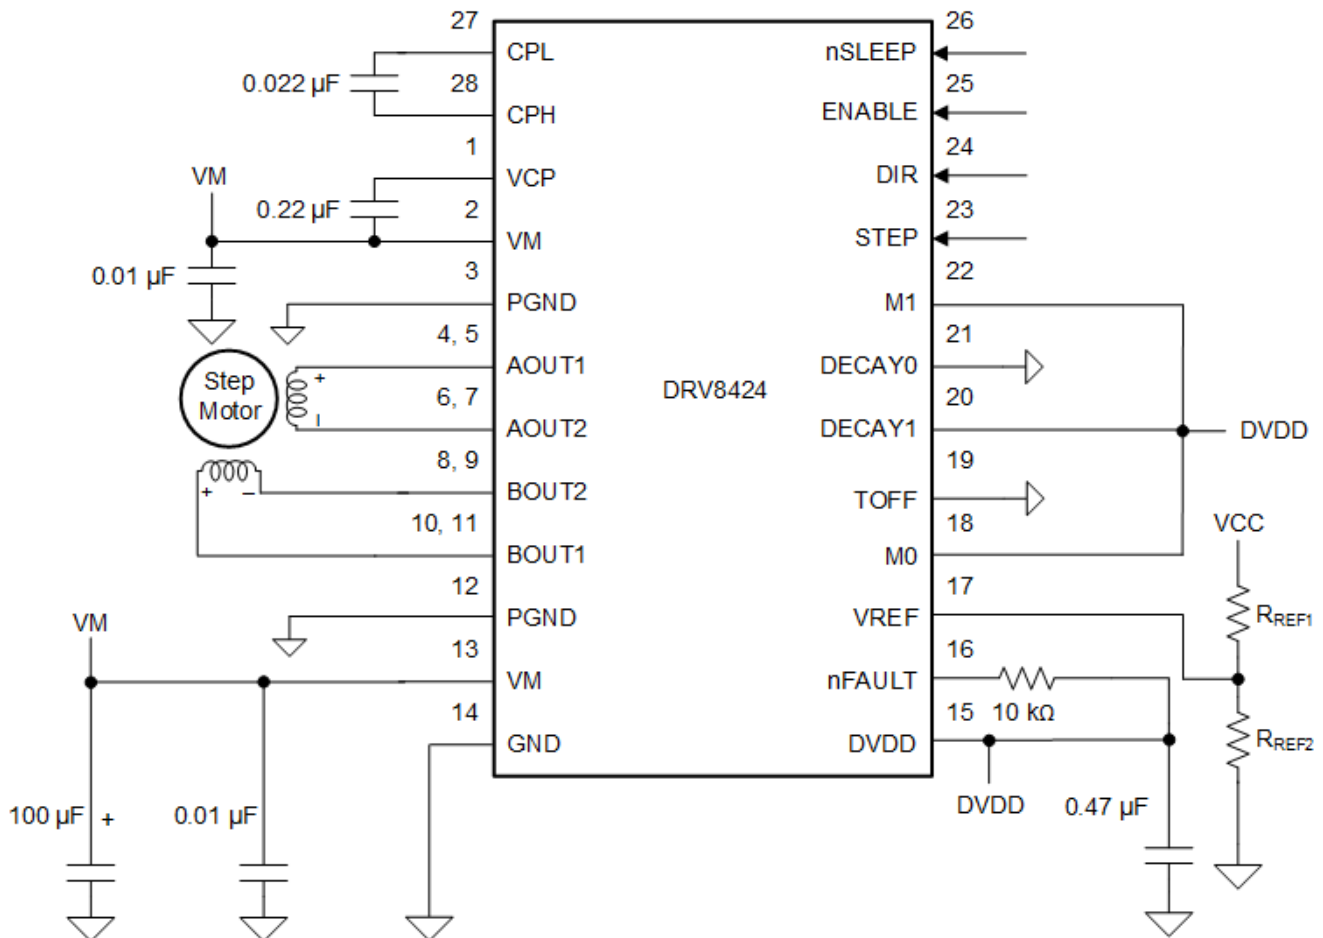 27
26
CPL
nSLEEP
0.022 µF
28
25
CPH
ENABLE
1
24
VM
VCP
DIR
0.22 µF
2
23
VM
STEP
0.01 µF
3
22
PGND
M1
4, 5
21
AOUT1
DECAY0
Step
Motor
+
–
6, 7
DRV8424
20
AOUT2
DECAY1
DVDD
8, 9
19
+ –
BOUT2
TOFF
10, 11
18
VCC
BOUT1
M0
12
17
PGND
VREF
RREF1
VM
13
16
VM
nFAULT
14
15
10 kΩ
GND
DVDD
RREF2
100 µF +
0.01 µF
DVDD
0.47 µF